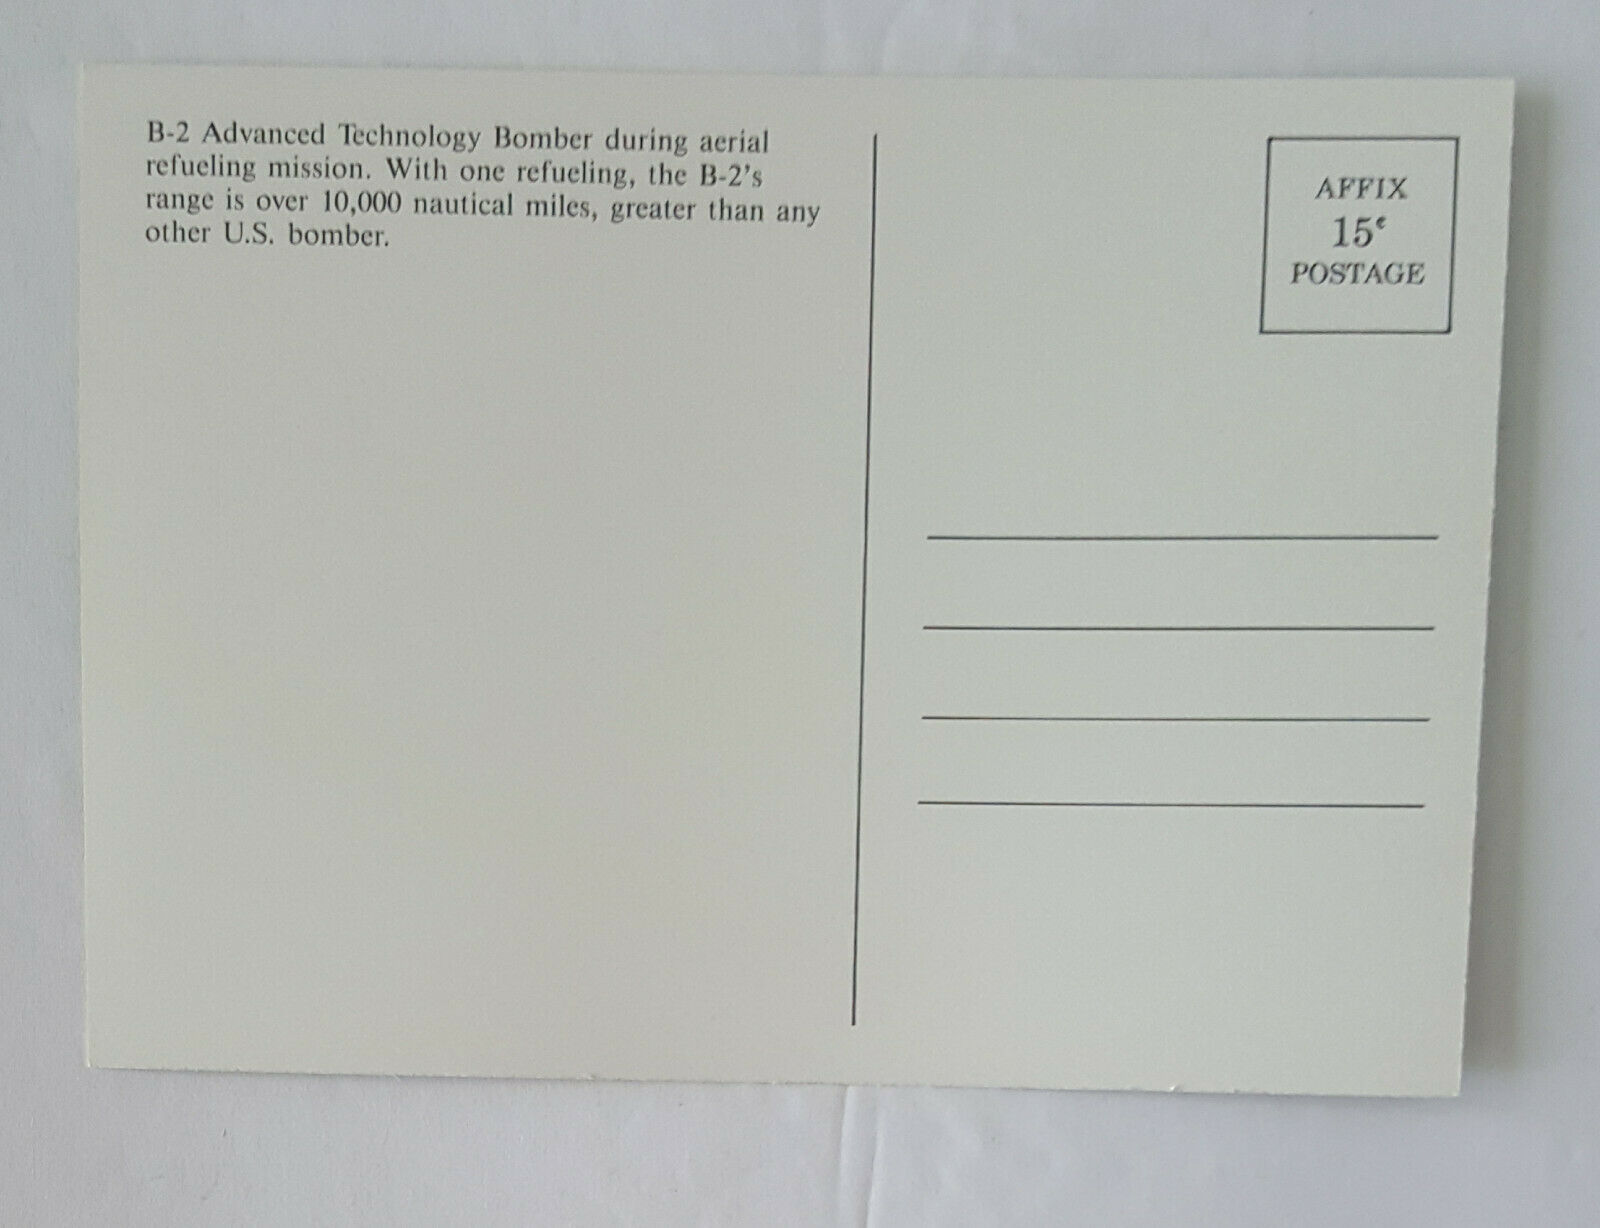 B-2 Advanced Technology Bomber during aerial
refueling mission. With one refueling, the B-2's
range is over 10,000 nautical miles, greater than any
other U.S. bomber.
AFFIX
15¢
POSTAGE